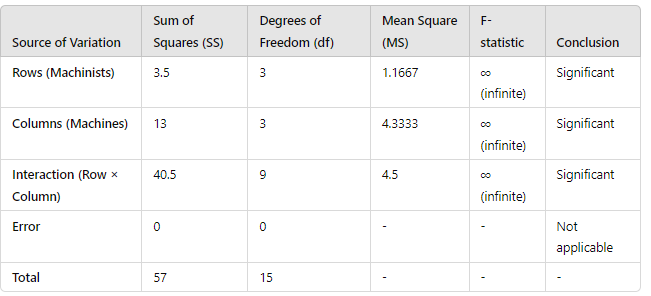 Source of Variation Sum of Squares (SS) Degrees of Freedom (df) Mean Square (MS) F-statistic Conclusion
Rows (Machinists) 3.5 3 1.1667 ∞ (infinite) Significant
Columns (Machines) 13 3 4.3333 ∞ (infinite) Significant
Interaction (Row × Column) 40.5 9 4.5 ∞ (infinite) Significant
Error 0 0 - - Not applicable
Total 57 15 - - -